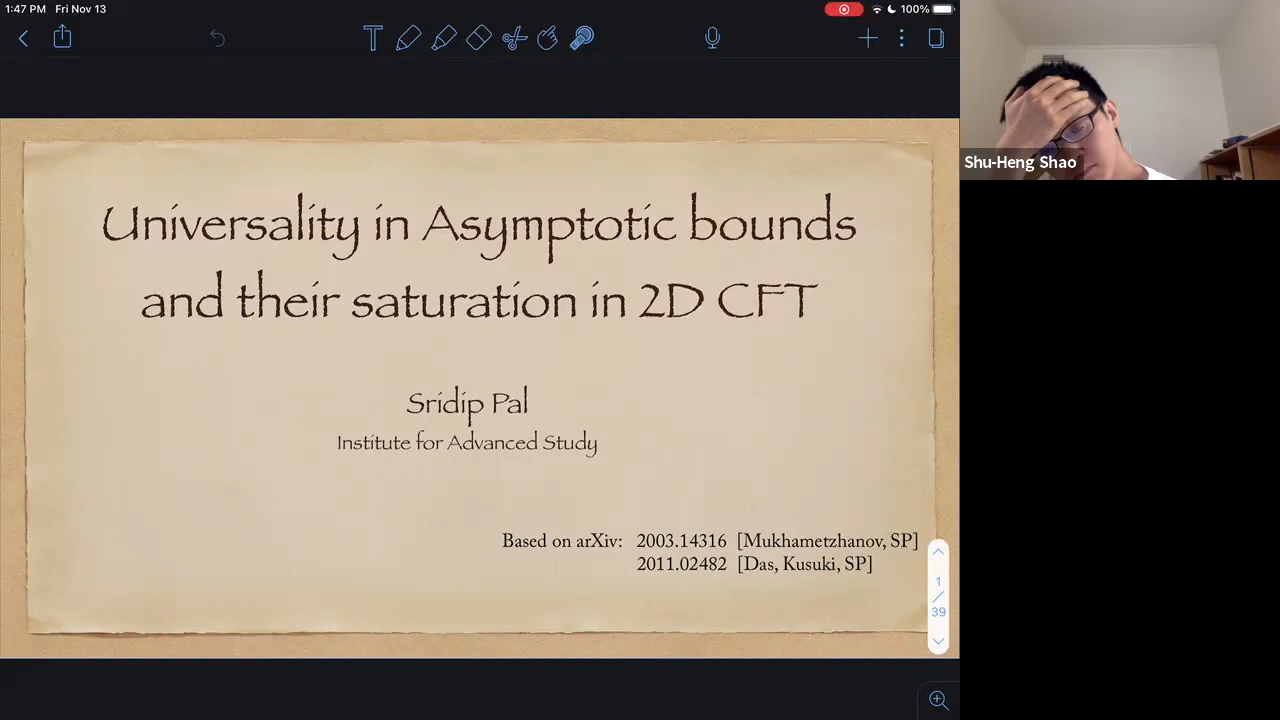 1:47 PM Fri Nov 13
100%
Universality in Asymptotic bounds
and their saturation in 2D CFT
Sridip Pal
Institute for Advanced Study
Based on arXiv: 2003.14316 [Mukhametzhanov, SP]
2011.02482 [Das, Kusuki, SP]
1
/
39
Shu-Heng Shao